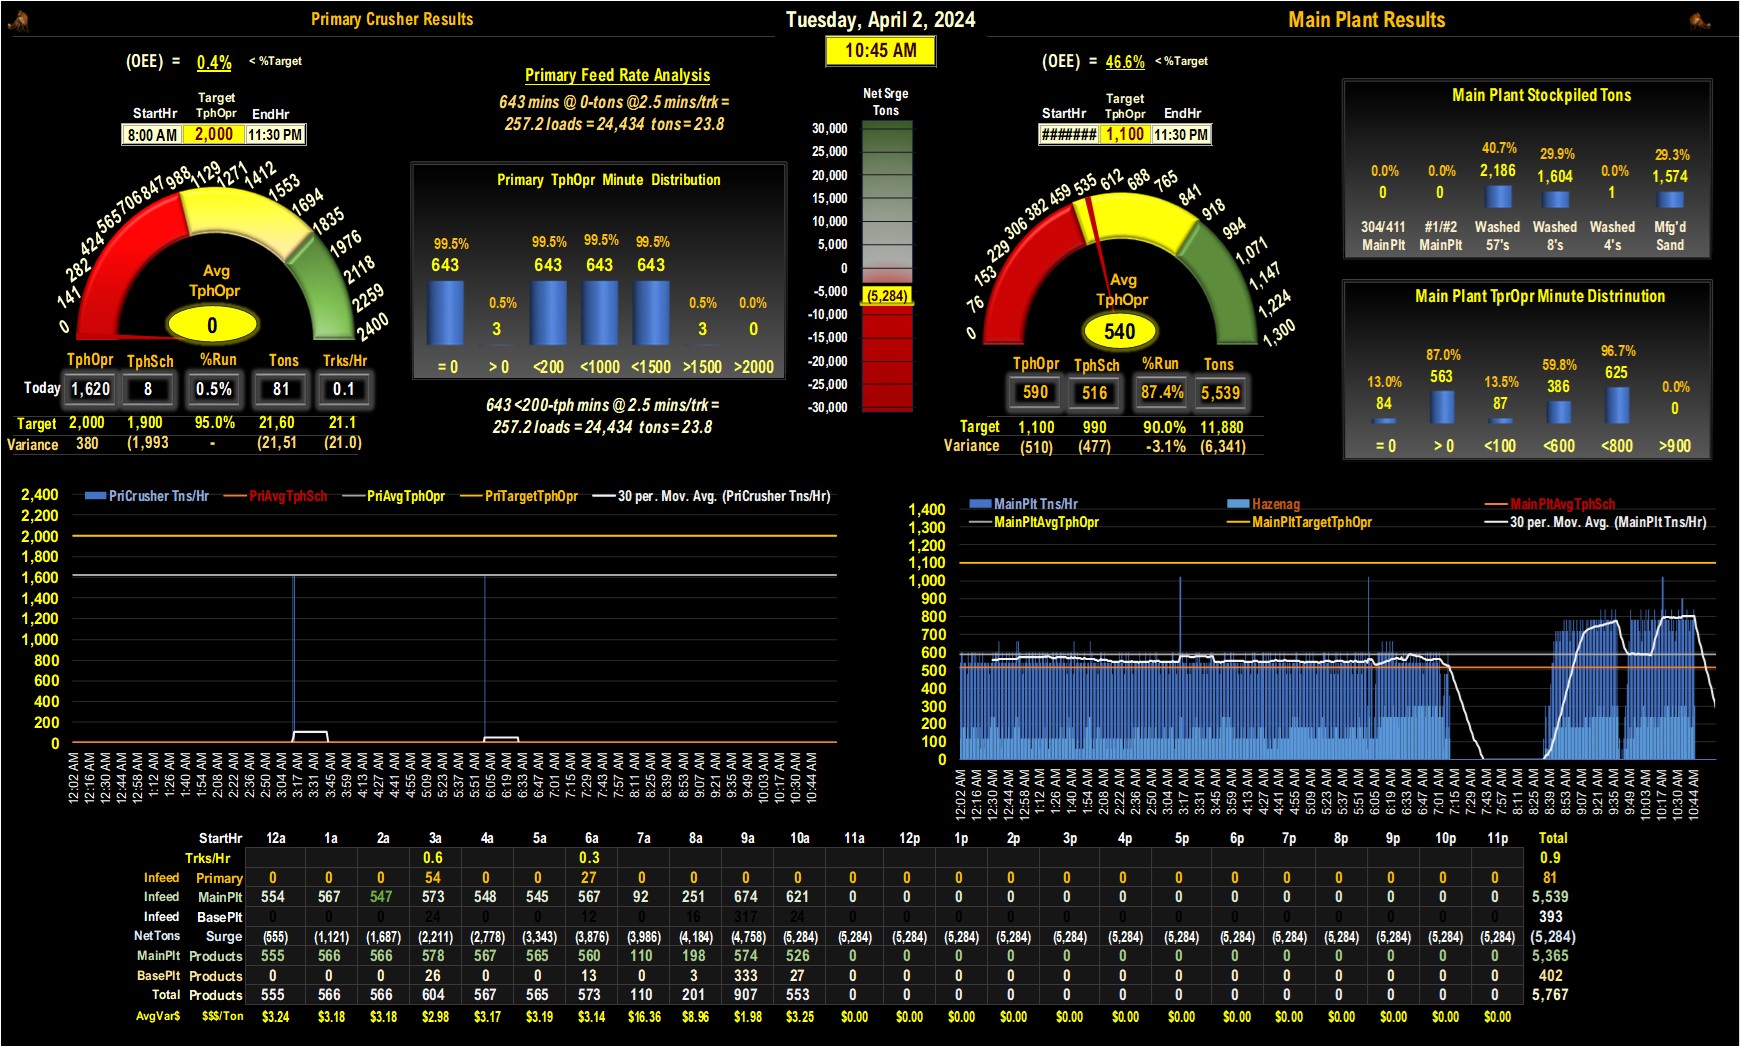 Primary Crusher Results
Tuesday, April 2, 2024
Main Plant Results
10:45 AM
(OEE) = 0.4% < %Target
Target
StartHr TphOpr EndHr
8:00 AM 2,000 11:30 PM
0 141 282 424 565 706 847 988 1129 1271 1412 1553 1694 1835 1976 2118 2259 2400
Avg
TphOpr
0
TphOpr TphSch %Run Tons Trks/Hr
Today 1,620 8 0.5% 81 0.1
Target 2,000 1,900 95.0% 21,60 21.1
Variance 380 (1,993 - (21,51 (21.0)
Primary Feed Rate Analysis
643 mins @ 0-tons @2.5 mins/trk =
257.2 loads = 24,434 tons = 23.8
Primary TphOpr Minute Distribution
99.5% 0.5% 99.5% 99.5% 99.5% 0.5% 0.0%
643 3 643 643 643 3 0
= 0 > 0 <200 <1000 <1500 >1500 >2000
643 <200-tph mins @ 2.5 mins/trk =
257.2 loads = 24,434 tons = 23.8
Net Srge
Tons
30,000
25,000
20,000
15,000
10,000
5,000
0
-5,000
(5,284)
-10,000
-15,000
-20,000
-25,000
-30,000
(OEE) = 46.6% < %Target
Target
StartHr TphOpr EndHr
####### 1,100 11:30 PM
0 76 153 229 306 382 459 535 612 688 765 841 918 994 1,071 1,147 1,224 1,300
Avg
TphOpr
540
TphOpr TphSch %Run Tons
590 516 87.4% 5,539
Target 1,100 990 90.0% 11,880
Variance (510) (477) -3.1% (6,341)
Main Plant Stockpiled Tons
0.0% 0.0% 40.7% 29.9% 0.0% 29.3%
0 0 2,186 1,604 1 1,574
304/411 #1/#2 Washed Washed Washed Mfg'd
MainPlt MainPlt 57's 8's 4's Sand
Main Plant TprOpr Minute Distrinution
13.0% 87.0% 13.5% 59.8% 96.7% 0.0%
84 563 87 386 625 0
= 0 > 0 <100 <600 <800 >900
PriCrusher Tns/Hr PriAvgTphSch PriAvgTphOpr PriTargetTphOpr 30 per. Mov. Avg. (PriCrusher Tns/Hr)
2,400
2,200
2,000
1,800
1,600
1,400
1,200
1,000
800
600
400
200
0
12:02 AM 12:16 AM 12:30 AM 12:44 AM 12:58 AM 1:12 AM 1:26 AM 1:40 AM 1:54 AM 2:08 AM 2:22 AM 2:36 AM 2:50 AM 3:04 AM 3:17 AM 3:31 AM 3:45 AM 3:59 AM 4:13 AM 4:27 AM 4:41 AM 4:55 AM 5:09 AM 5:23 AM 5:37 AM 5:51 AM 6:05 AM 6:19 AM 6:33 AM 6:47 AM 7:01 AM 7:15 AM 7:29 AM 7:43 AM 7:57 AM 8:11 AM 8:25 AM 8:39 AM 8:53 AM 9:07 AM 9:21 AM 9:35 AM 9:49 AM 10:03 AM 10:17 AM 10:30 AM 10:44 AM
MainPlt Tns/Hr Hazenag MainPltAvgTphSch
MainPltAvgTphOpr MainPltTargetTphOpr 30 per. Mov. Avg. (MainPlt Tns/Hr)
1,400
1,300
1,200
1,100
1,000
900
800
700
600
500
400
300
200
100
0
12:02 AM 12:16 AM 12:30 AM 12:44 AM 12:58 AM 1:12 AM 1:26 AM 1:40 AM 1:54 AM 2:08 AM 2:22 AM 2:36 AM 2:50 AM 3:04 AM 3:17 AM 3:31 AM 3:45 AM 3:59 AM 4:13 AM 4:27 AM 4:41 AM 4:55 AM 5:09 AM 5:23 AM 5:37 AM 5:51 AM 6:05 AM 6:19 AM 6:33 AM 6:47 AM 7:01 AM 7:15 AM 7:29 AM 7:43 AM 7:57 AM 8:11 AM 8:25 AM 8:39 AM 8:53 AM 9:07 AM 9:21 AM 9:35 AM 9:49 AM 10:03 AM 10:17 AM 10:30 AM 10:44 AM
StartHr 12a 1a 2a 3a 4a 5a 6a 7a 8a 9a 10a 11a 12p 1p 2p 3p 4p 5p 6p 7p 8p 9p 10p 11p Total
Trks/Hr 0.6 0.3 0.9
Infeed Primary 0 0 0 54 0 0 27 0 0 0 0 0 0 0 0 0 0 0 0 0 0 0 0 0 81
Infeed MainPlt 554 567 547 573 548 545 567 92 251 674 621 0 0 0 0 0 0 0 0 0 0 0 0 0 5,539
Infeed BasePlt 0 0 0 24 0 0 12 0 16 317 24 393
NetTons Surge (555) (1,121) (1,687) (2,211) (2,778) (3,343) (3,876) (3,986) (4,184) (4,758) (5,284) (5,284) (5,284) (5,284) (5,284) (5,284) (5,284) (5,284) (5,284) (5,284) (5,284) (5,284) (5,284) (5,284) (5,284)
MainPlt Products 555 566 566 578 567 565 560 110 198 574 526 0 0 0 0 0 0 0 0 0 0 0 0 0 5,365
BasePlt Products 0 0 0 26 0 0 13 0 3 333 27 0 0 0 0 0 0 0 0 0 0 0 0 0 402
Total Products 555 566 566 604 567 565 573 110 201 907 553 0 0 0 0 0 0 0 0 0 0 0 0 0 5,767
AvgVar$ $$$/Ton $3.24 $3.18 $3.18 $2.98 $3.17 $3.19 $3.14 $16.36 $8.96 $1.98 $3.25 $0.00 $0.00 $0.00 $0.00 $0.00 $0.00 $0.00 $0.00 $0.00 $0.00 $0.00 $0.00 $0.00